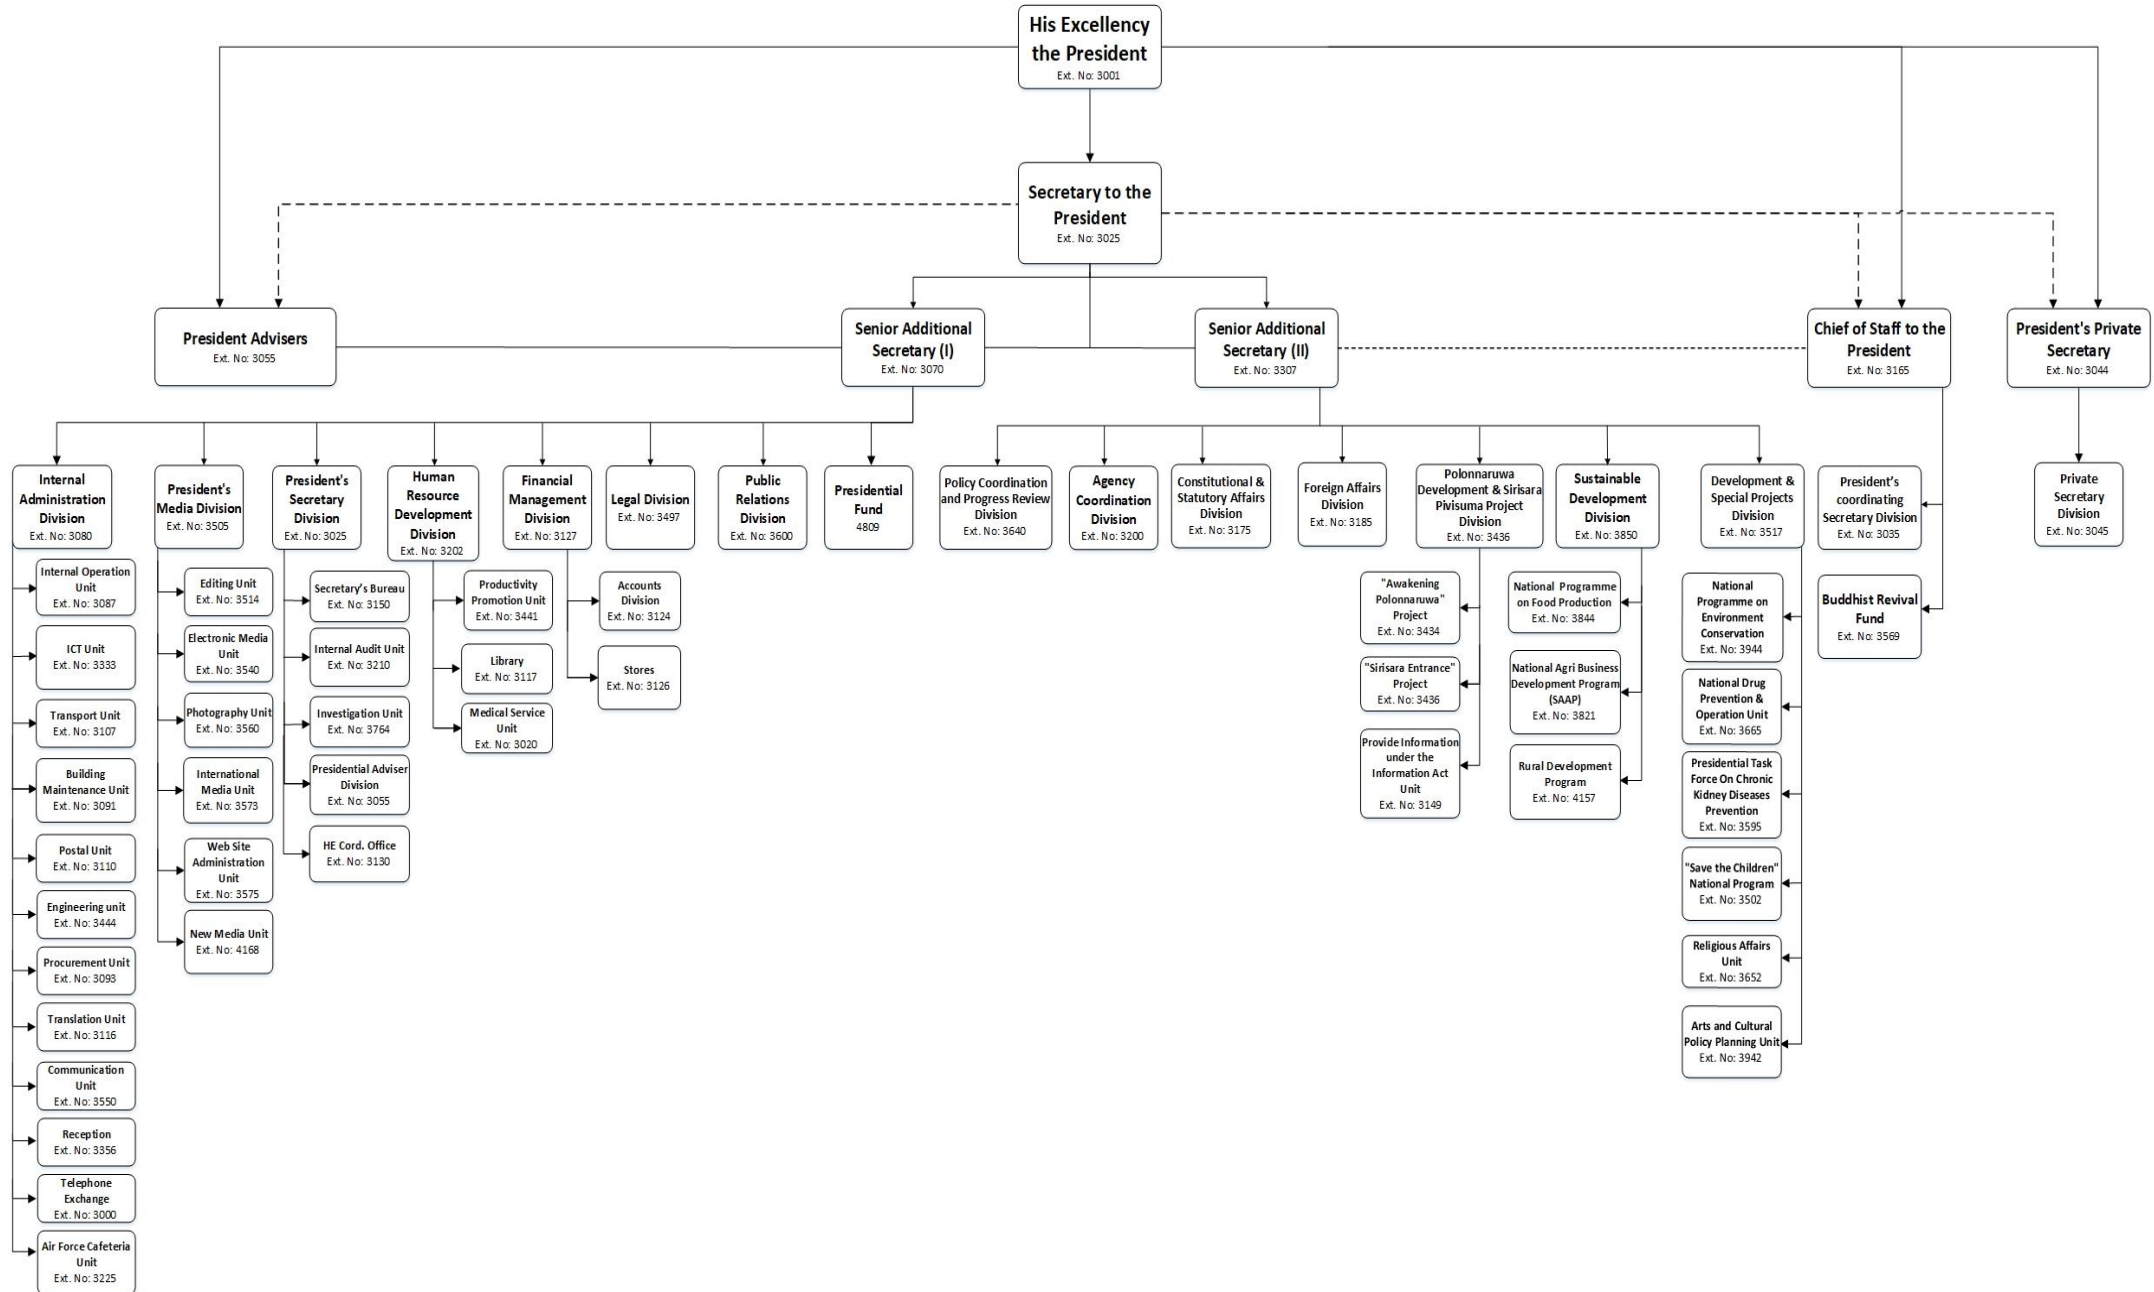 His Excellency
the President
Ext. No: 3001
Secretary to the
President
Ext. No: 3025
President Advisers
Ext. No: 3055
Senior Additional
Secretary (I)
Ext. No: 3070
Senior Additional
Secretary (II)
Ext. No: 3307
Chief of Staff to the
President
Ext. No: 3165
President's Private
Secretary
Ext. No: 3044
Internal
Administration
Division
Ext. No: 3080
President's
Media Division
Ext. No: 3505
President's
Secretary
Division
Ext. No: 3025
Human
Resource
Development
Division
Ext. No: 3202
Financial
Management
Division
Ext. No: 3127
Legal Division
Ext. No: 3497
Public
Relations
Division
Ext. No: 3600
Presidential
Fund
4809
Policy Coordination
and Progress Review
Division
Ext. No: 3640
Agency
Coordination
Division
Ext. No: 3200
Constitutional &
Statutory Affairs
Division
Ext. No: 3175
Foreign Affairs
Division
Ext. No: 3185
Polonnaruwa
Development & Sirisara
Pivisuma Project
Division
Ext. No: 3436
Sustainable
Development
Division
Ext. No: 3850
Development &
Special Projects
Division
Ext. No: 3517
President's
coordinating
Secretary Division
Ext. No: 3035
Private
Secretary
Division
Ext. No: 3045
Internal Operation
Unit
Ext. No: 3087
ICT Unit
Ext. No: 3333
Transport Unit
Ext. No: 3107
Building
Maintenance Unit
Ext. No: 3091
Postal Unit
Ext. No: 3110
Engineering unit
Ext. No: 3444
Procurement Unit
Ext. No: 3093
Translation Unit
Ext. No: 3116
Communication
Unit
Ext. No: 3550
Reception
Ext. No: 3356
Telephone
Exchange
Ext. No: 3000
Air Force Cafeteria
Unit
Ext. No: 3225
Editing Unit
Ext. No: 3514
Electronic Media
Unit
Ext. No: 3540
Photography Unit
Ext. No: 3560
International
Media Unit
Ext. No: 3573
Web Site
Administration
Unit
Ext. No: 3575
New Media Unit
Ext. No: 4168
Secretary's Bureau
Ext. No: 3150
Internal Audit Unit
Ext. No: 3210
Investigation Unit
Ext. No: 3764
Presidential Adviser
Division
Ext. No: 3055
HE Cord. Office
Ext. No: 3130
Productivity
Promotion Unit
Ext. No: 3441
Library
Ext. No: 3117
Medical Service
Unit
Ext. No: 3020
Accounts
Division
Ext. No: 3124
Stores
Ext. No: 3126
"Awakening
Polonnaruwa"
Project
Ext. No: 3434
"Sirisara Entrance"
Project
Ext. No: 3436
Provide Information
under the
Information Act
Unit
Ext. No: 3149
National Programme
on Food Production
Ext. No: 3844
National Agri Business
Development Program
(SAAP)
Ext. No: 3821
Rural Development
Program
Ext. No: 4157
National
Programme on
Environment
Conservation
Ext. No: 3944
National Drug
Prevention &
Operation Unit
Ext. No: 3665
Presidential Task
Force On Chronic
Kidney Diseases
Prevention
Ext. No: 3595
"Save the Children"
National Program
Ext. No: 3502
Religious Affairs
Unit
Ext. No: 3652
Arts and Cultural
Policy Planning Unit
Ext. No: 3942
Buddhist Revival
Fund
Ext. No: 3569